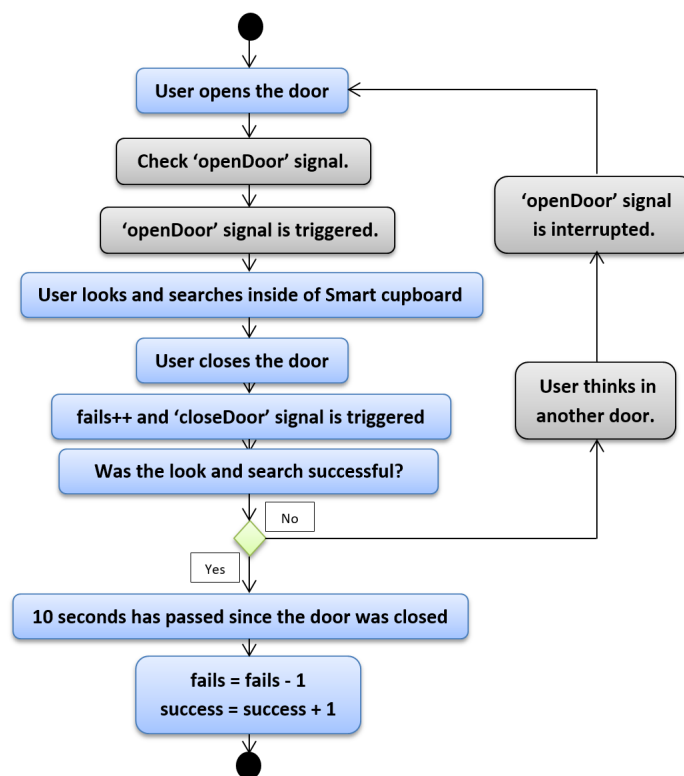 User opens the door
Check ‘openDoor’ signal.
‘openDoor’ signal is triggered.
User looks and searches inside of Smart cupboard
User closes the door
fails++ and ‘closeDoor’ signal is triggered
Was the look and search successful?
No
Yes
10 seconds has passed since the door was closed
fails = fails - 1
success = success + 1
User thinks in
another door.
‘openDoor’ signal
is interrupted.